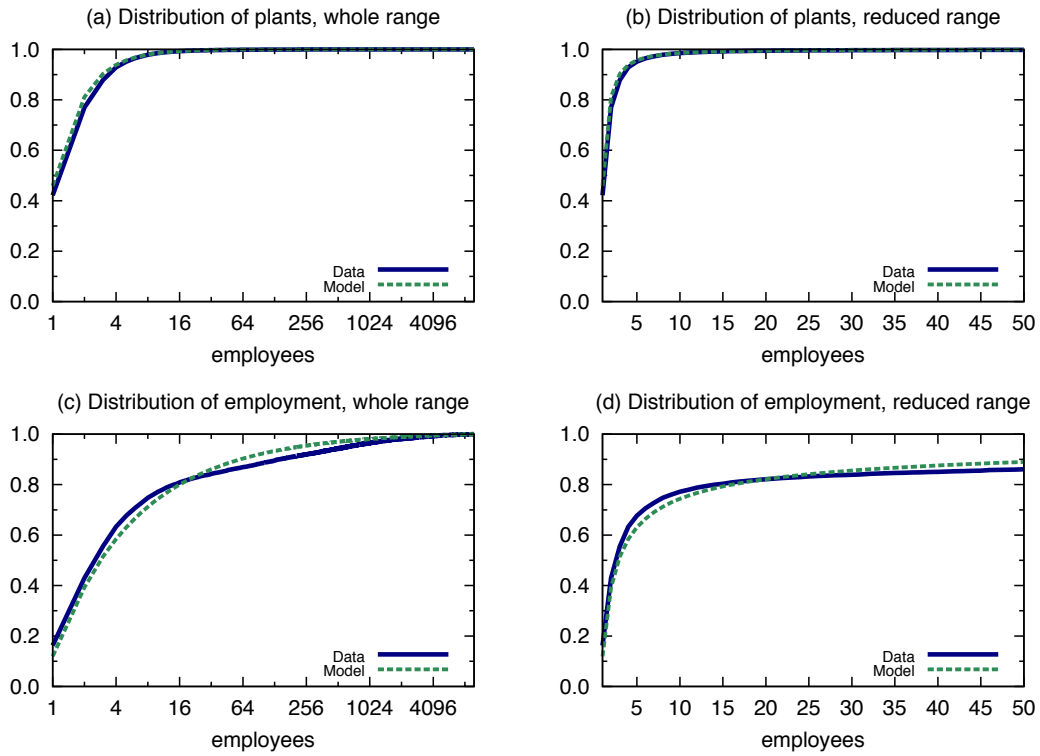 (a) Distribution of plants, whole range
1.0
0.8
0.6
0.4
0.2
0.0
Data
Model
1 4 16 64 256 1024 4096
employees
(b) Distribution of plants, reduced range
1.0
0.8
0.6
0.4
0.2
0.0
Data
Model
5 10 15 20 25 30 35 40 45 50
employees
(c) Distribution of employment, whole range
1.0
0.8
0.6
0.4
0.2
0.0
Data
Model
1 4 16 64 256 1024 4096
employees
(d) Distribution of employment, reduced range
1.0
0.8
0.6
0.4
0.2
0.0
Data
Model
5 10 15 20 25 30 35 40 45 50
employees